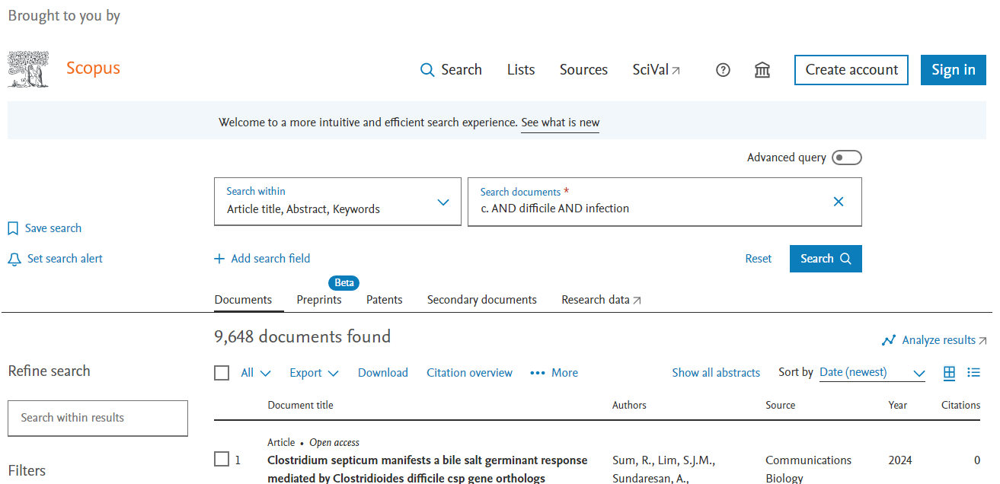 Brought to you by
Scopus
Search Lists Sources SciVal Create account Sign in
Welcome to a more intuitive and efficient search experience. See what is new
Advanced query
Search within
Article title, Abstract, Keywords
Search documents *
c. AND difficile AND infection
Save search
Set search alert
Add search field
Reset Search
Beta
Documents Preprints Patents Secondary documents Research data
9,648 documents found
Analyze results
Refine search
All Export Download Citation overview More Show all abstracts Sort by Date (newest)
Search within results
Document title Authors Source Year Citations
Article • Open access
1 Clostridium septicum manifests a bile salt germinant response Sum, R., Lim, S.J.M., Communications 2024 0
mediated by Clostridioides difficile csp gene orthologs Sundaresan, A., Biology
Filters